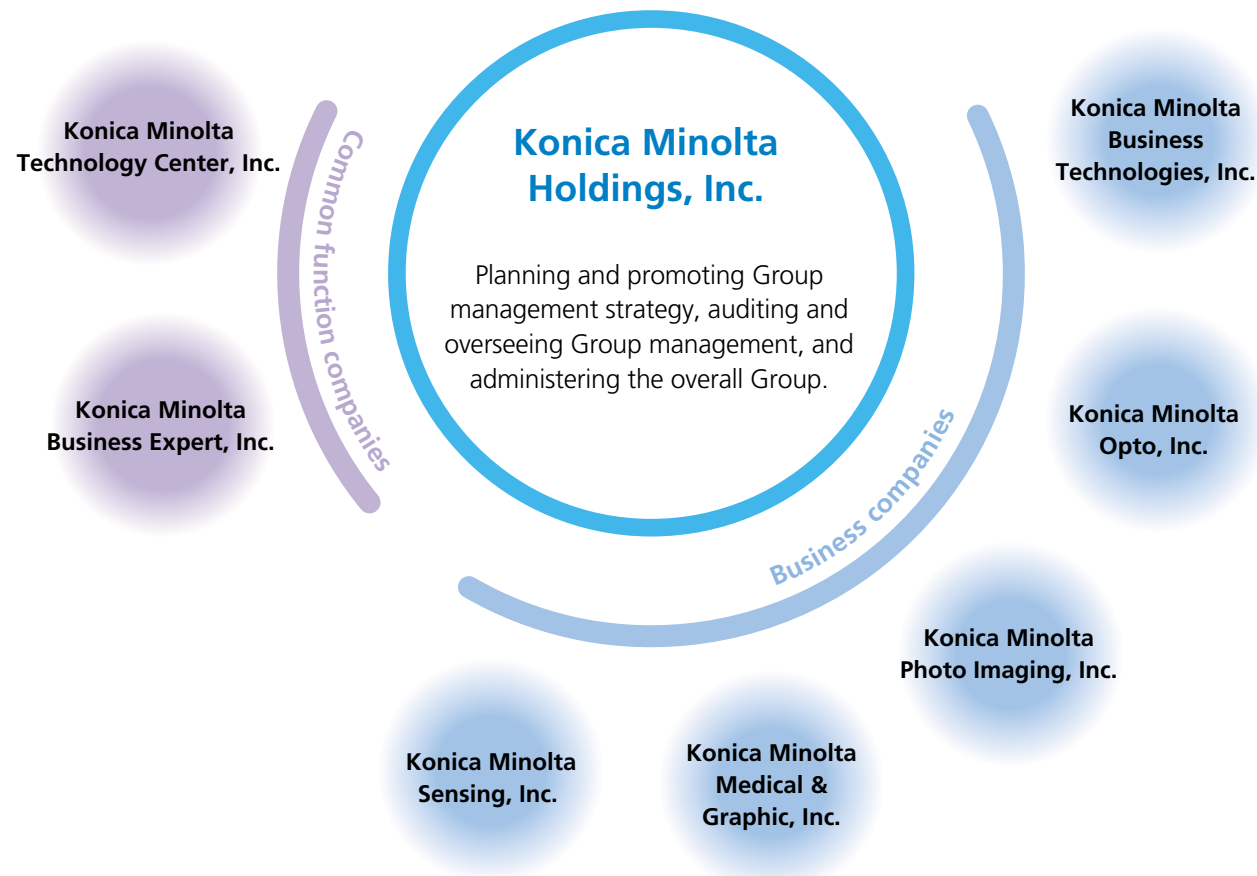 Konica Minolta
Holdings, Inc.
Planning and promoting Group
management strategy, auditing and
overseeing Group management, and
administering the overall Group.
Common function companies
Konica Minolta
Technology Center, Inc.
Konica Minolta
Business Expert, Inc.
Business companies
Konica Minolta
Business
Technologies, Inc.
Konica Minolta
Opto, Inc.
Konica Minolta
Photo Imaging, Inc.
Konica Minolta
Medical &
Graphic, Inc.
Konica Minolta
Sensing, Inc.